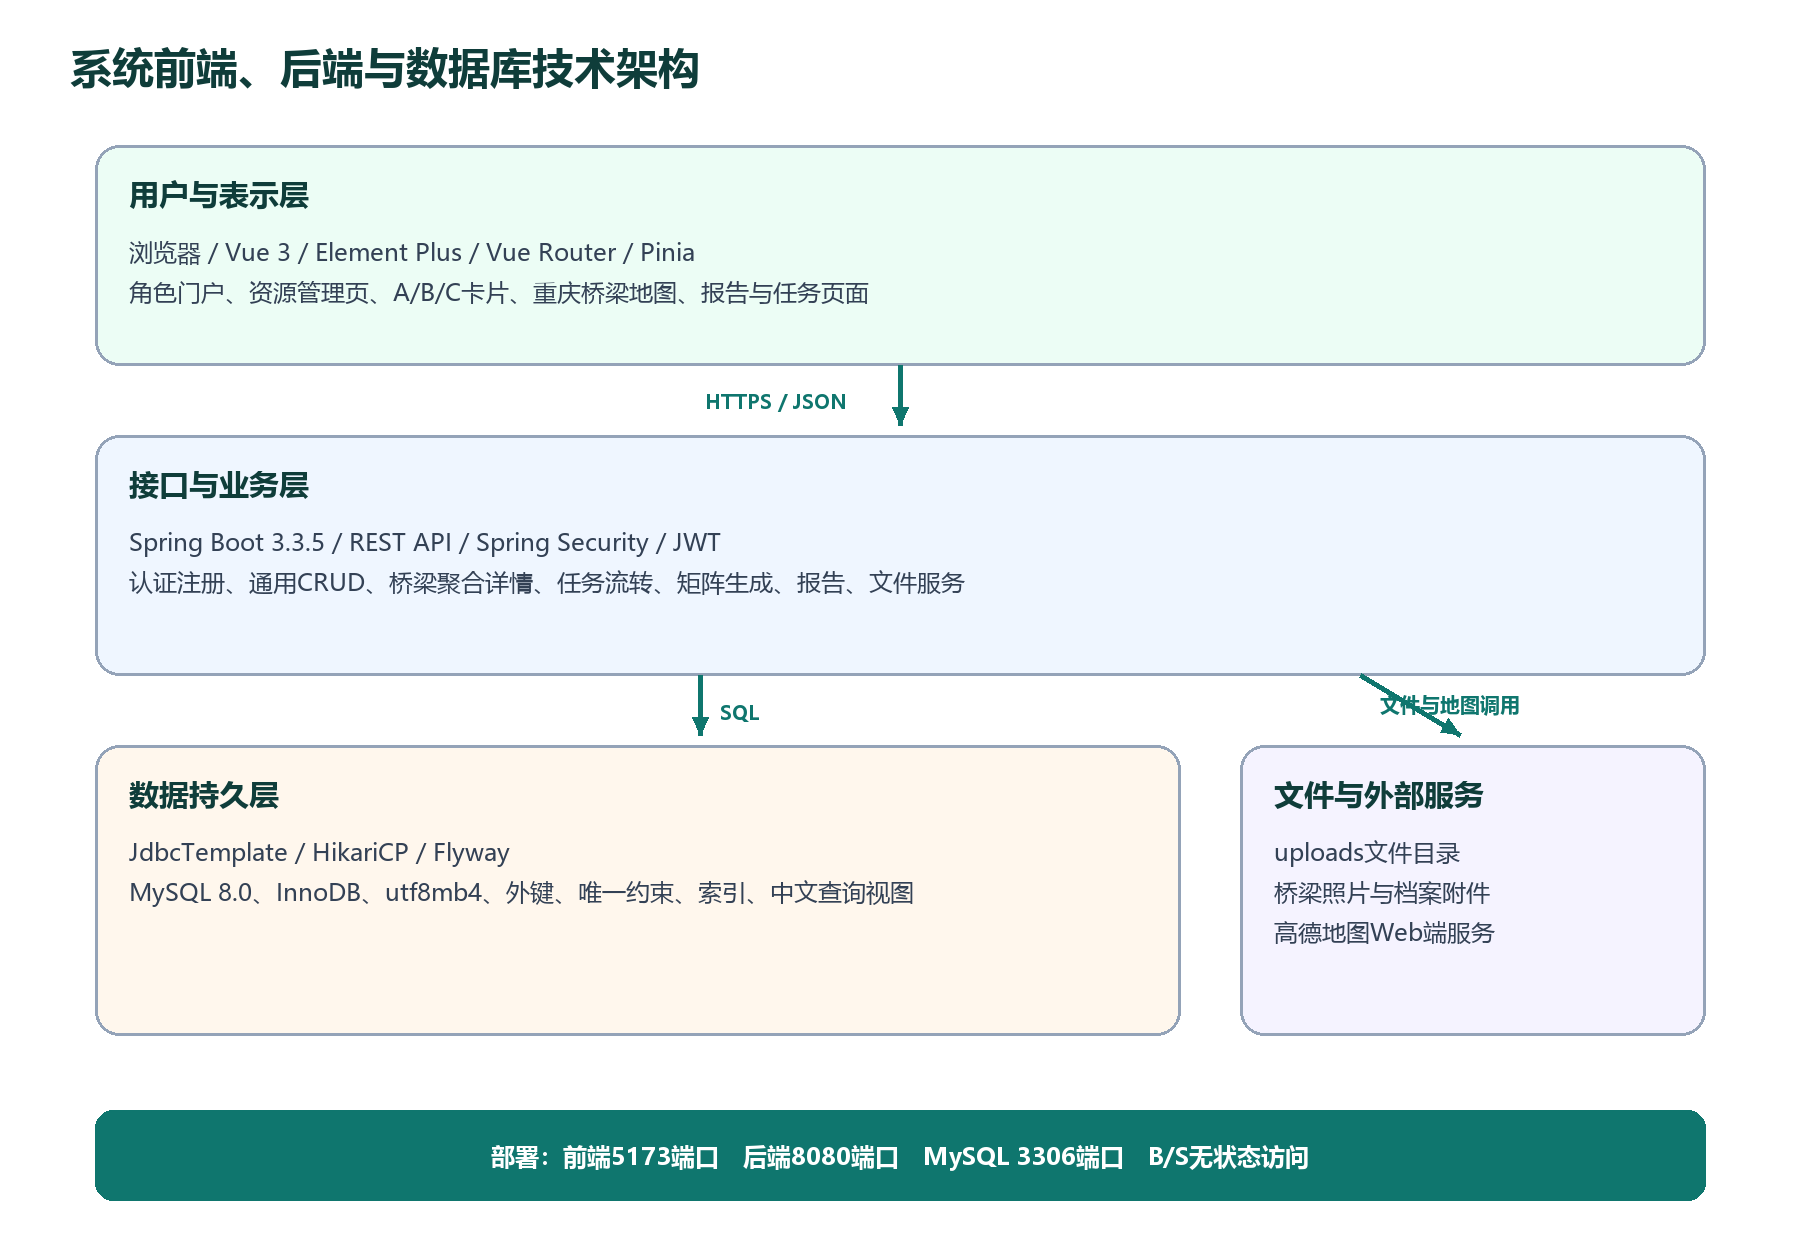 系统前端、后端与数据库技术架构
用户与表示层
浏览器 / Vue 3 / Element Plus / Vue Router / Pinia
角色门户、资源管理页、A/B/C卡片、重庆桥梁地图、报告与任务页面
HTTPS / JSON
接口与业务层
Spring Boot 3.3.5 / REST API / Spring Security / JWT
认证注册、通用CRUD、桥梁聚合详情、任务流转、矩阵生成、报告、文件服务
SQL
文件与地图调用
数据持久层
JdbcTemplate / HikariCP / Flyway
MySQL 8.0、InnoDB、utf8mb4、外键、唯一约束、索引、中文查询视图
文件与外部服务
uploads文件目录
桥梁照片与档案附件
高德地图Web端服务
部署：前端5173端口　后端8080端口　MySQL 3306端口　B/S无状态访问